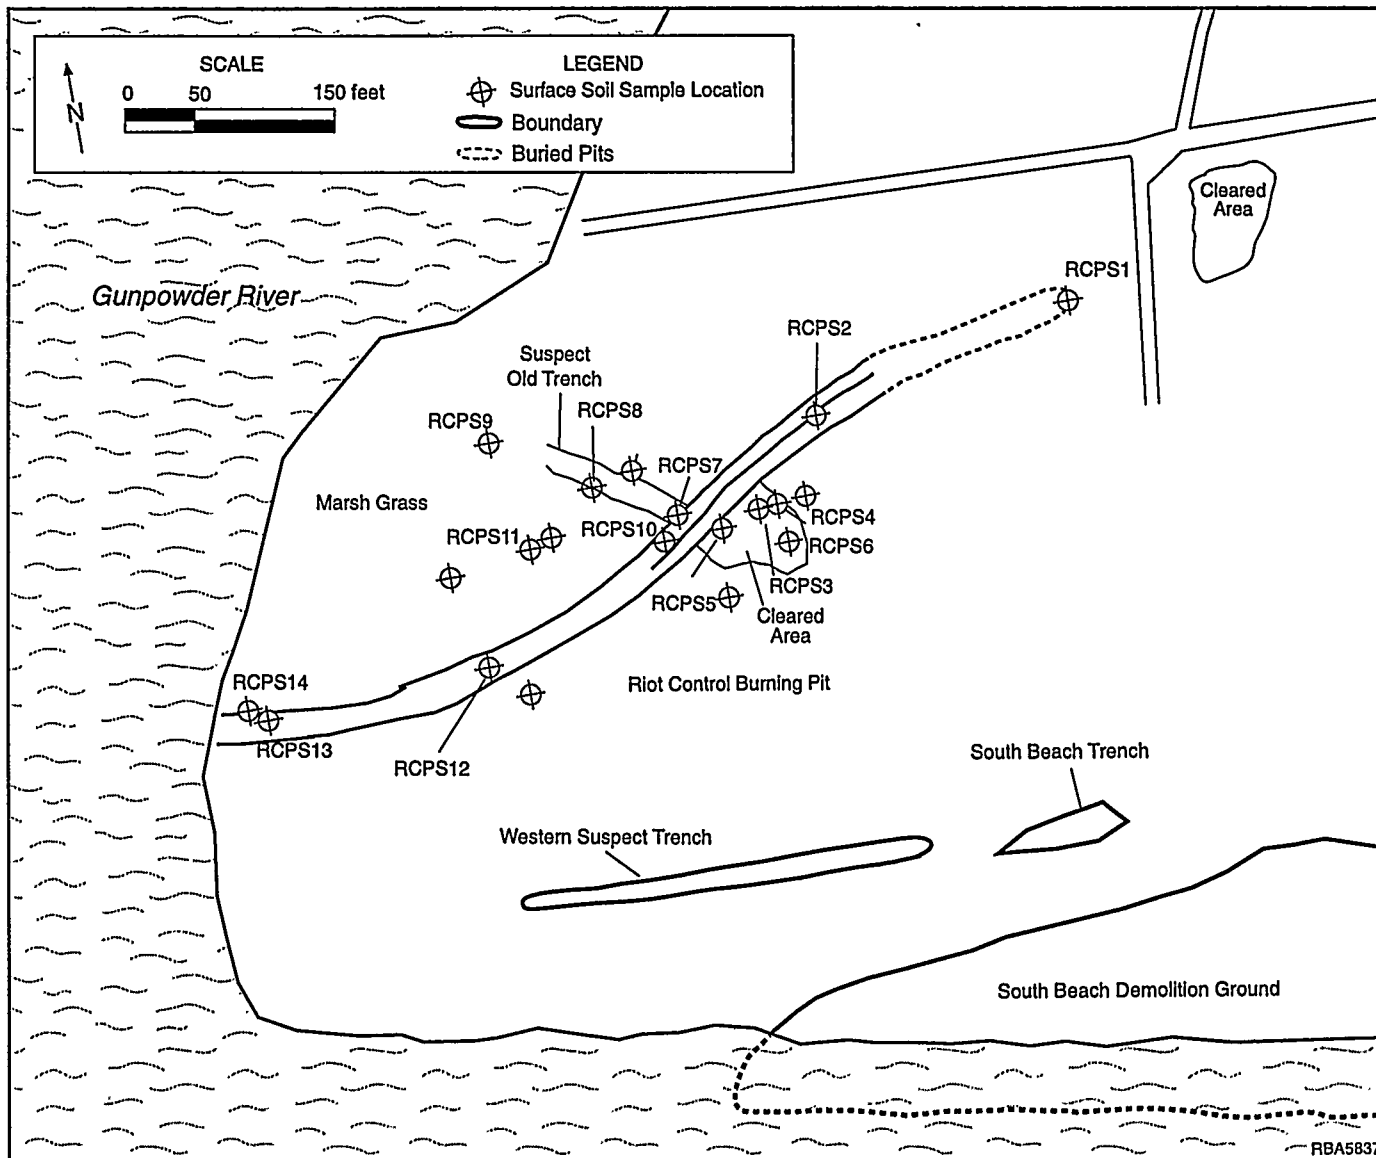 SCALE
0 50 150 feet
N
LEGEND
Surface Soil Sample Location
Boundary
Buried Pits
Cleared
Area
Gunpowder River
RCPS1
RCPS2
Suspect
Old Trench
RCPS8
RCPS9
RCPS7
Marsh Grass
RCPS11
RCPS10
RCPS4
RCPS6
RCPS3
RCPS5
Cleared
Area
RCPS14
Riot Control Burning Pit
RCPS13
RCPS12
South Beach Trench
Western Suspect Trench
South Beach Demolition Ground
RBA5837